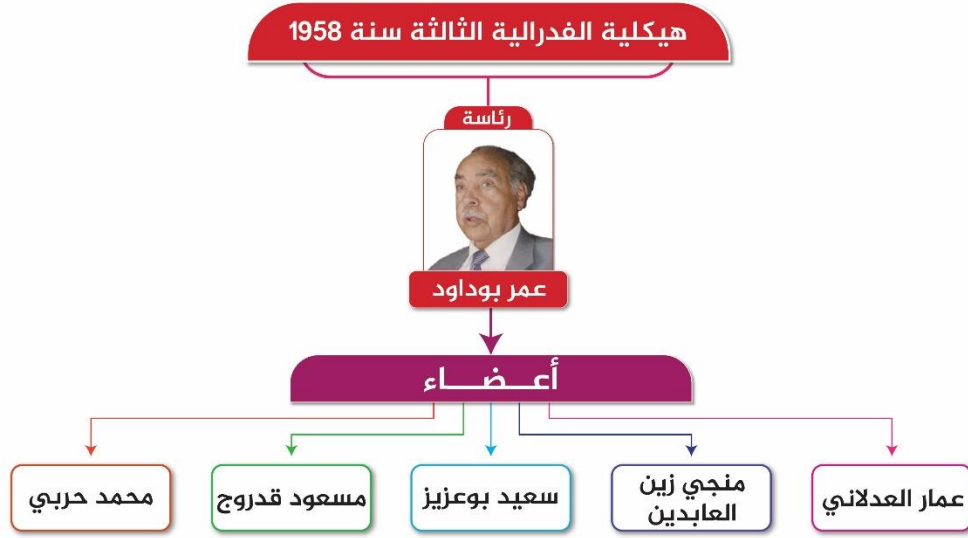 هيكلية الفدرالية الثالثة سنة 1958
رئاسة
عمر بوداود
أعـــضـــاء
عمار العدلاني
منجي زين
العابدين
سعيد بوعزيز
مسعود قدروج
محمد حربي